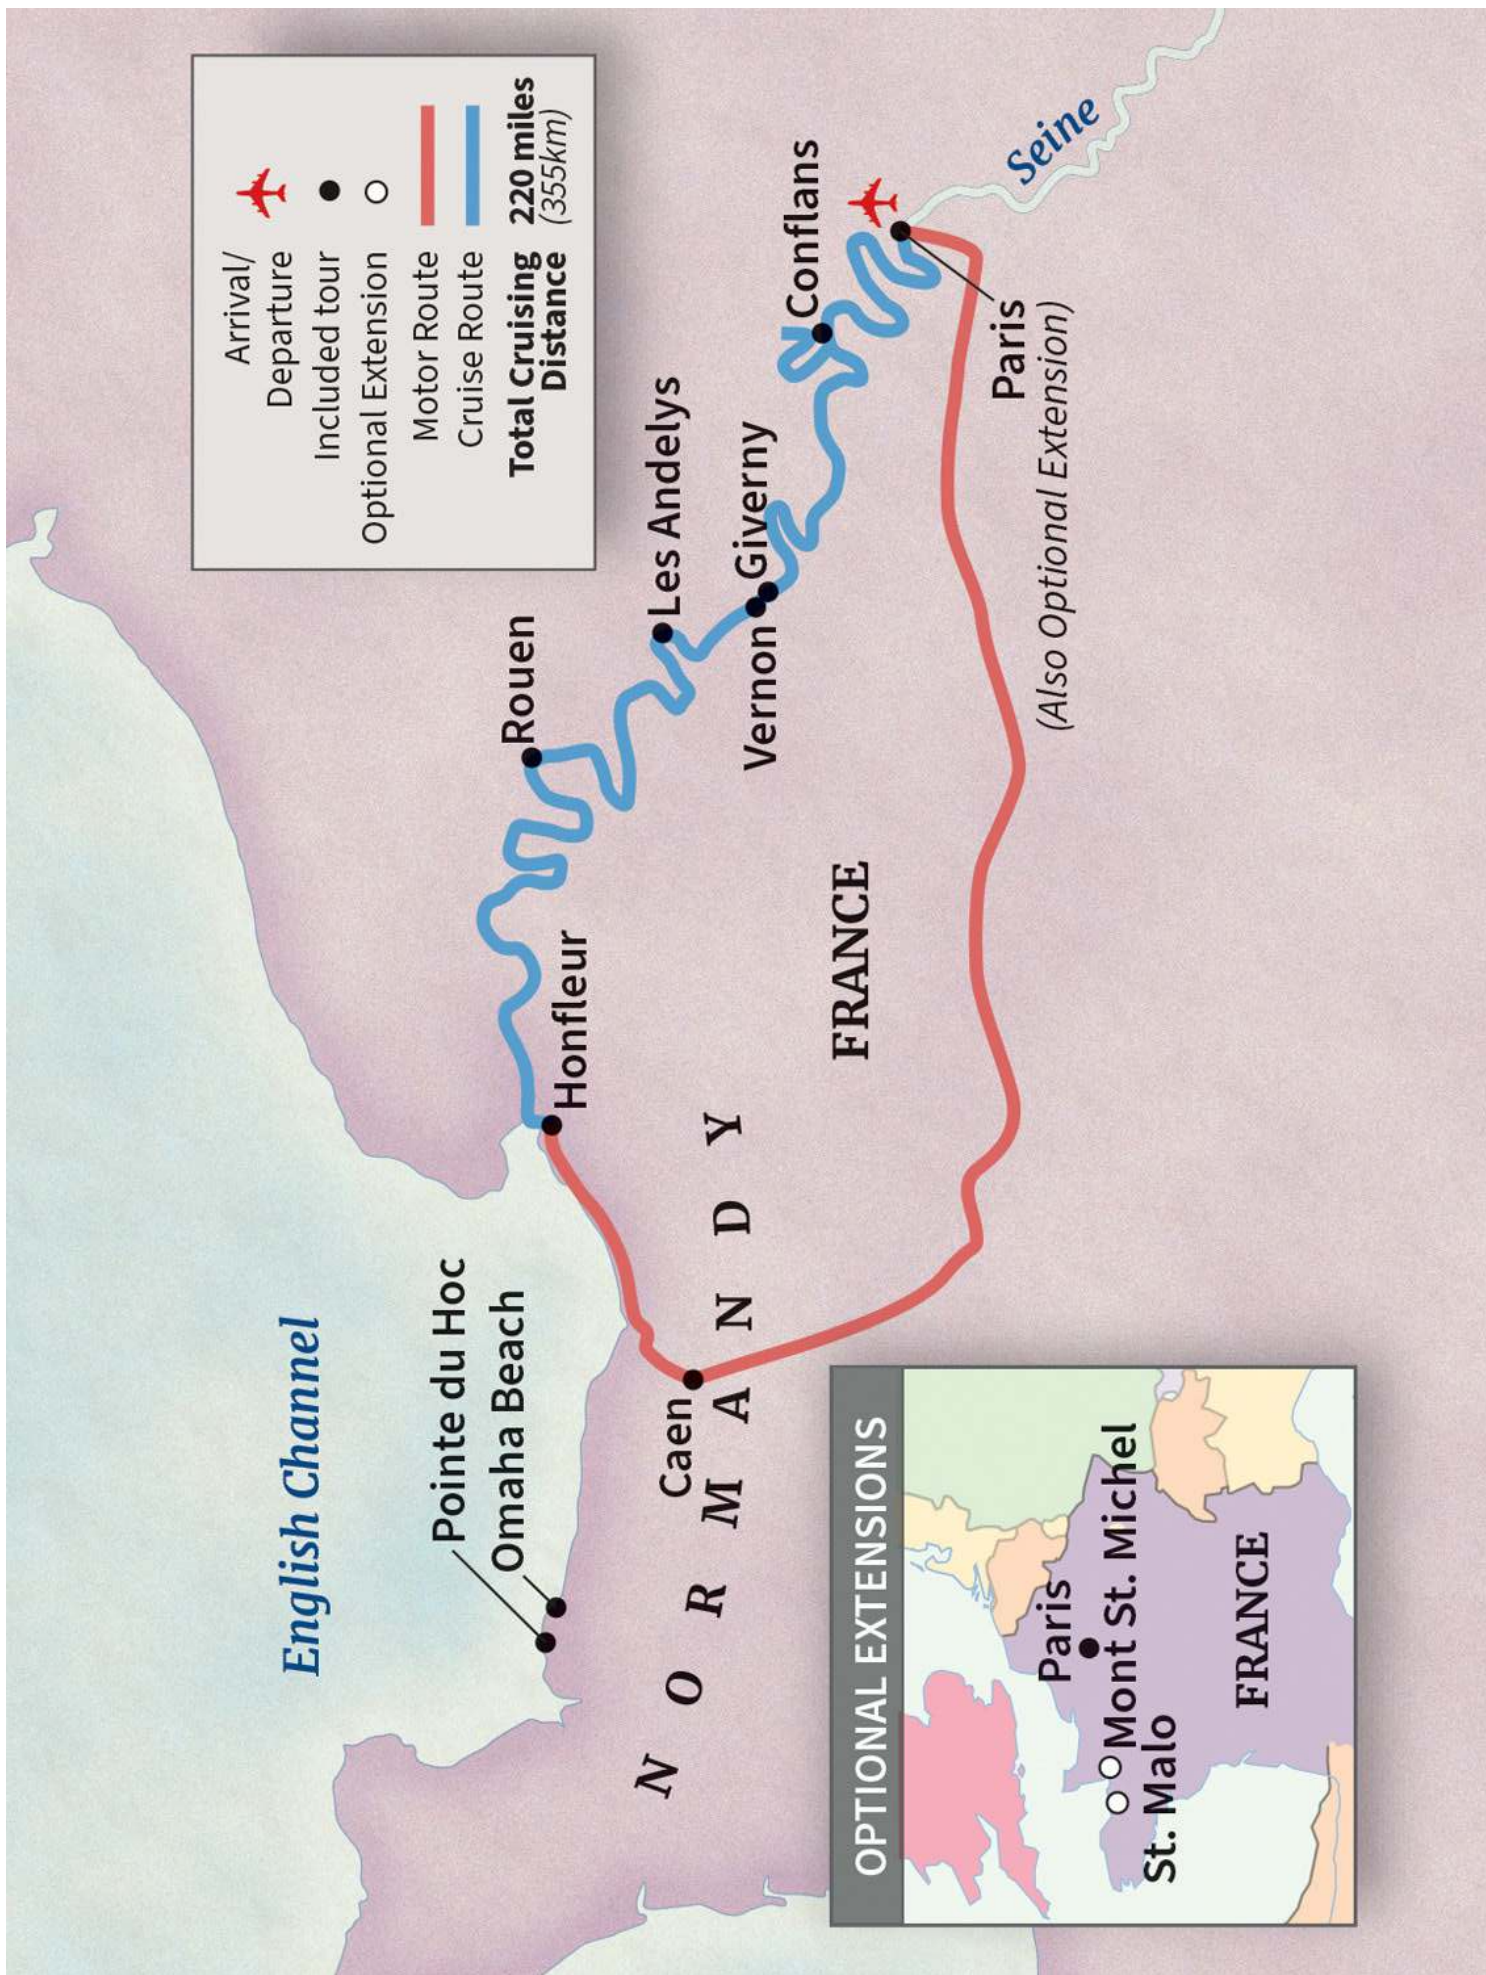 Arrival/
Departure
Included tour
Optional Extension
Motor Route
Cruise Route
Total Cruising 220 miles
Distance (355km)
English Channel
Pointe du Hoc
Omaha Beach
Caen
Honfleur
Rouen
Les Andelys
Vernon
Giverny
Conflans
Paris
(Also Optional Extension)
Seine
NORMANDY
FRANCE
OPTIONAL EXTENSIONS
Paris
Mont St. Michel
St. Malo
FRANCE